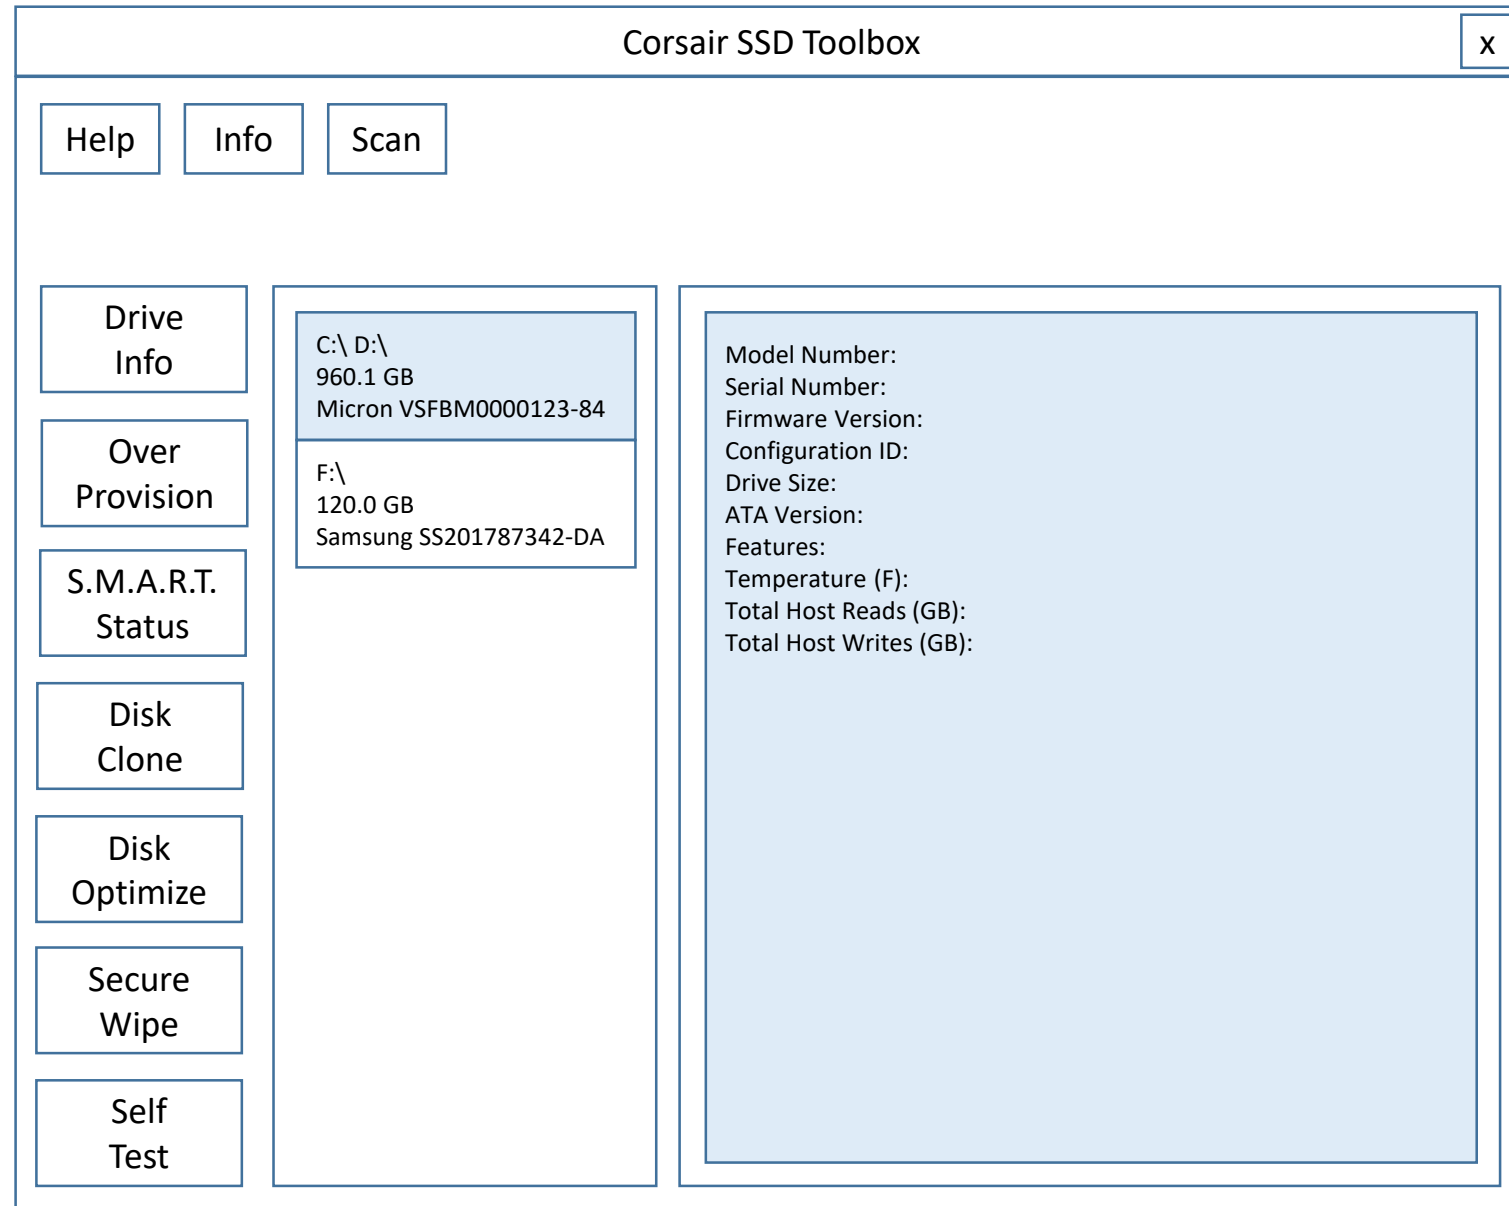 Corsair SSD Toolbox
x
Help
Info
Scan
Drive
Info
Over
Provision
S.M.A.R.T.
Status
Disk
Clone
Disk
Optimize
Secure
Wipe
Self
Test
C:\ D:\
960.1 GB
Micron VSFBM0000123-84
F:\
120.0 GB
Samsung SS201787342-DA
Model Number:
Serial Number:
Firmware Version:
Configuration ID:
Drive Size:
ATA Version:
Features:
Temperature (F):
Total Host Reads (GB):
Total Host Writes (GB):